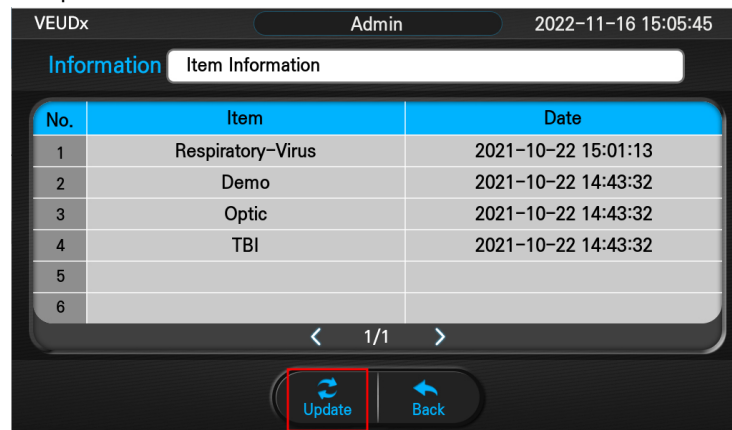 VEUDx Admin 2022-11-16 15:05:45
Information Item Information
No. Item Date
1 Respiratory-Virus 2021-10-22 15:01:13
2 Demo 2021-10-22 14:43:32
3 Optic 2021-10-22 14:43:32
4 TBI 2021-10-22 14:43:32
5
6
< 1/1 >
Update Back